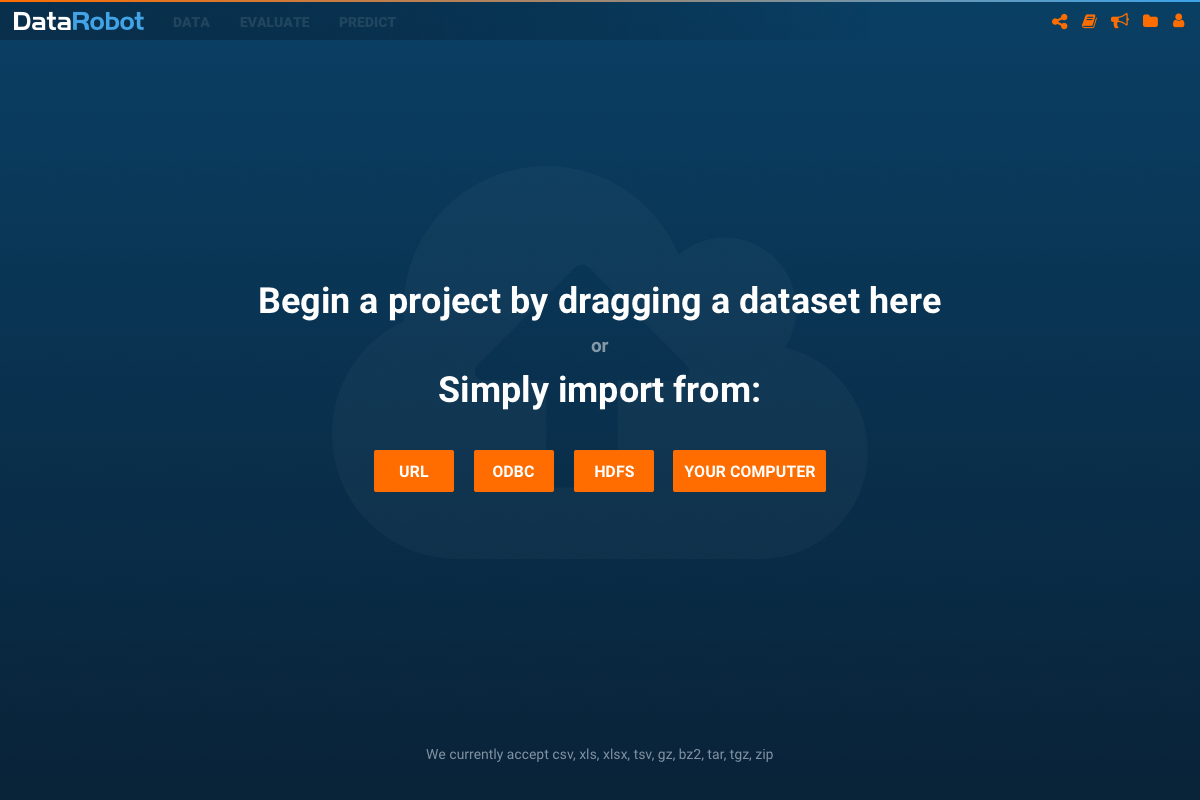 DataRobot DATA EVALUATE PREDICT
Begin a project by dragging a dataset here
or
Simply import from:
URL ODBC HDFS YOUR COMPUTER
We currently accept csv, xls, xlsx, tsv, gz, bz2, tar, tgz, zip